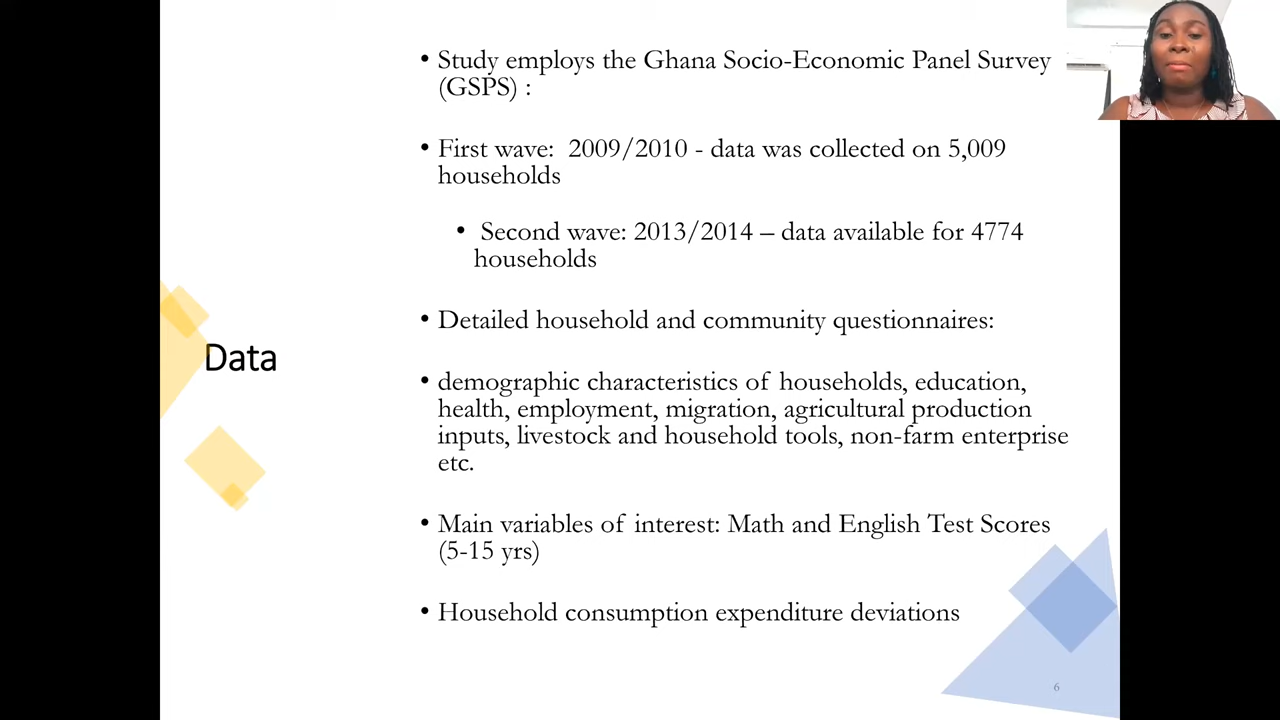 • Study employs the Ghana Socio-Economic Panel Survey
(GSPS) :
• First wave:  2009/2010 - data was collected on 5,009
households
• Second wave: 2013/2014 – data available for 4774
households
• Detailed household and community questionnaires:
Data
• demographic characteristics of households, education,
health, employment, migration, agricultural production
inputs, livestock and household tools, non-farm enterprise
etc.
• Main variables of interest: Math and English Test Scores
(5-15 yrs)
• Household consumption expenditure deviations
6